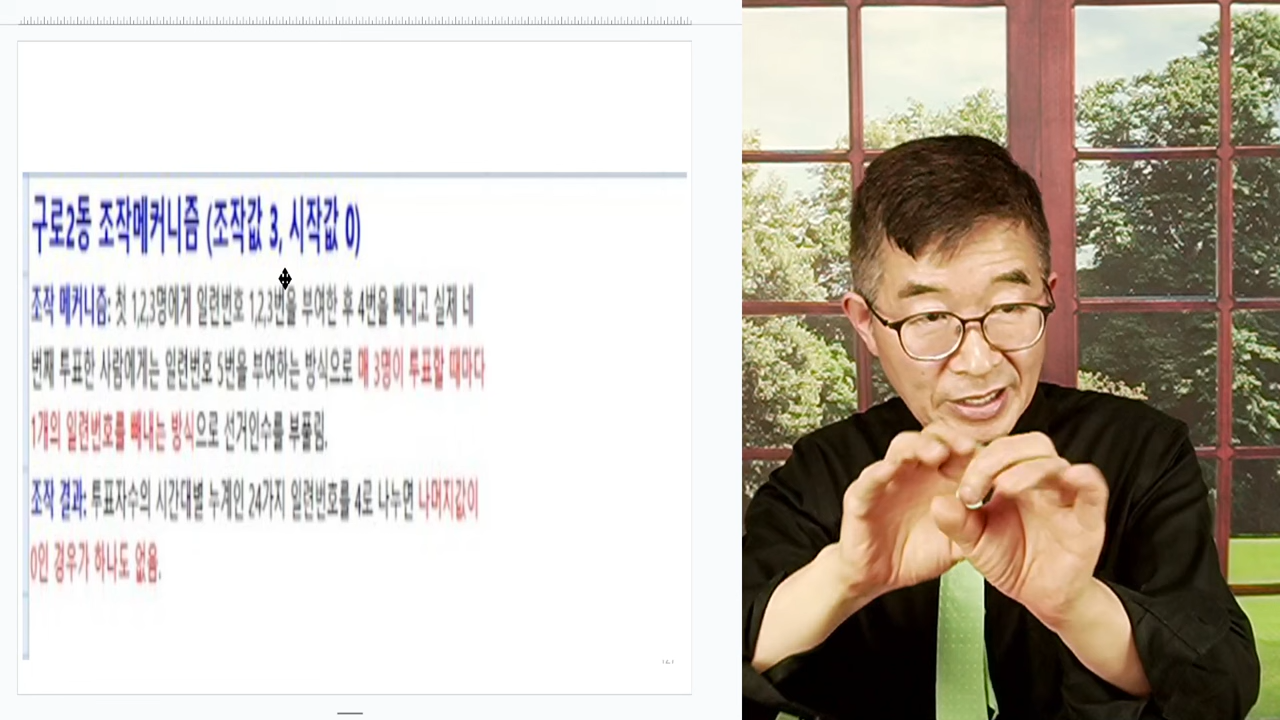 구로2동 조작메커니즘 (조작값 3, 시작값 0)
조작 메커니즘: 첫 1,2,3명에게 일련번호 1,2,3번을 부여한 후 4번을 빼내고 실제 네
번째 투표한 사람에게는 일련번호 5번을 부여하는 방식으로 매 3명이 투표할 때마다
1개의 일련번호를 빼내는 방식으로 선거인수를 부풀림.
조작 결과: 투표자수의 시간대별 누계인 24가지 일련번호를 4로 나누면 나머지값이
0인 경우가 하나도 없음.